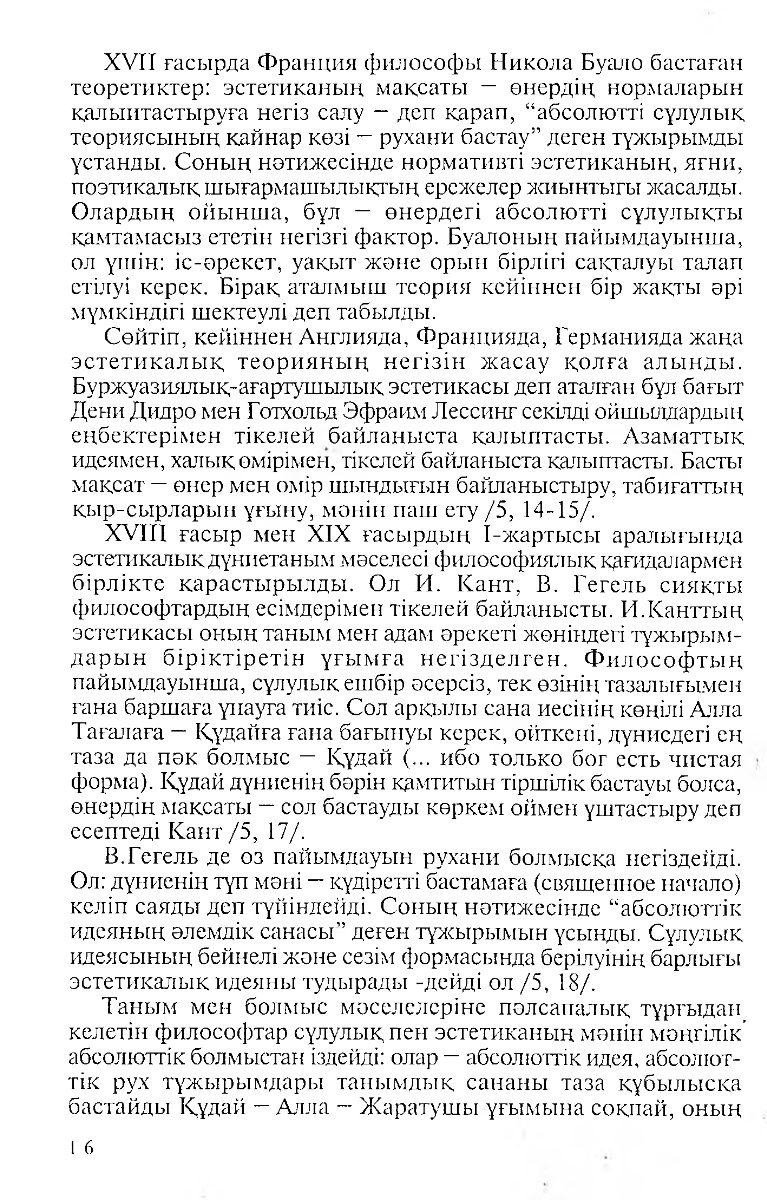 XVII ғасырда Франция философы Никола Буало бастаған
теоретиктер: эстетиканың мақсаты — өнердің нормаларын
қалыптастыруға негіз салу — деп қарап, “абсолютті сұлулық
теориясының қайнар көзі — рухани бастау” деген тұжырымды
ұстанды. Соның нәтижесінде нормативті эстетиканың, яғни,
поэтикалық шығармашылықтың ережелер жиынтығы жасалды.
Олардың ойынша, бұл — өнердегі абсолютті сұлулықты
қамтамасыз ететін негізгі фактор. Буалоның пайымдауынша,
ол үшін: іс-әрекет, уақыт және орын бірлігі сақталуы талап
етілуі керек. Бірақ аталмыш теория кейіннен бір жақты әрі
мүмкіндігі шектеулі деп табылды.
Сөйтіп, кейіннен Англияда, Францияда, Германияда жаңа
эстетикалық теорияның негізін жасау қолға алынды.
Буржуазиялық-ағартушылық эстетикасы деп аталған бұл бағыт
Дени Дидро мен Готхольд Эфраим Лессинг секілді ойшылдардың
еңбектерімен тікелей байланыста қалыптасты. Азаматтық
идеямен, халық өмірімен, тікелей байланыста қалыптасты. Басты
мақсат — өнер мен өмір шындығын байланыстыру, табиғаттың
қыр-сырларын ұғыну, мәнін паш ету /5, 14-15/.
XVIII ғасыр мен XIX ғасырдың I-жартысы аралығында
эстетикалық дүниетаным мәселесі философиялық қағидалармен
бірлікте қарастырылды. Ол И. Кант, В. Гегель сияқты
философтардың есімдерімен тікелей байланысты. И.Канттың
эстетикасы оның таным мен адам әрекеті жөніндегі тұжырым-
дарын біріктіретін ұғымға негізделген. Философтың
пайымдауынша, сұлулық ешбір әсерсіз, тек өзінің тазалығымен
ғана баршаға ұнауға тиіс. Сол арқылы сана иесінің көңілі Алла
Тағалаға — Құдайға ғана бағынуы керек, өйткені, дүниедегі ең
таза да пәк болмыс — Құдай (... ибо только бог есть чистая
форма). Құдай дүниенің бәрін қамтитын тіршілік бастауы болса,
өнердің мақсаты — сол бастауды көркем оймен ұштастыру деп
есептеді Кант /5, 17/.
В.Гегель де өз пайымдауын рухани болмысқа негіздейді.
Ол: дүниенің түп мәні — құдіретті бастамаға (священное начало)
келіп саяды деп түйіндейді. Соның нәтижесінде “абсолюттік
идеяның әлемдік санасы” деген тұжырымын ұсынды. Сұлулық
идеясының бейнелі және сезім формасында берілуінің барлығы
эстетикалық идеяны тудырады -дейді ол /5, 18/.
Таным мен болмыс мәселелеріне пәлсапалық тұрғыдан
келетін философтар сұлулық пен эстетиканың мәнін мәңгілік
абсолюттік болмыстан іздейді: олар — абсолюттік идея, абсолют-
тік рух тұжырымдары танымдық сананы таза құбылысқа
бастайды Құдай — Алла — Жаратушы ұғымына соқпай, оның
16